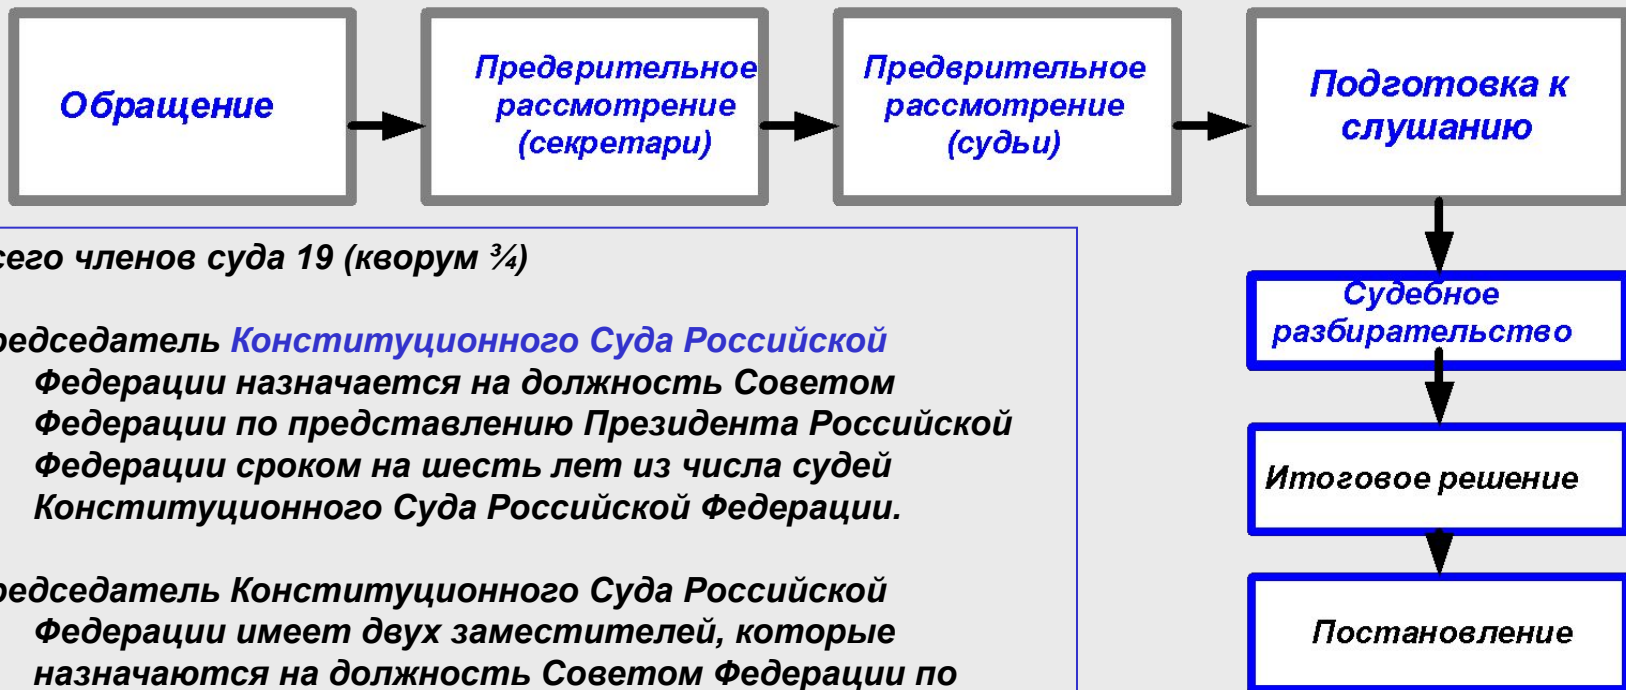 Обращение
Предврительное
рассмотрение
(секретари)
Предврительное
рассмотрение
(судьи)
Подготовка к
слушанию
сего членов суда 19 (кворум ¾)
редседатель Конституционного Суда Российской
Федерации назначается на должность Советом
Федерации по представлению Президента Российской
Федерации сроком на шесть лет из числа судей
Конституционного Суда Российской Федерации.
редседатель Конституционного Суда Российской
Федерации имеет двух заместителей, которые
назначаются на должность Советом Федерации по
Судебное
разбирательство
Итоговое решение
Постановление